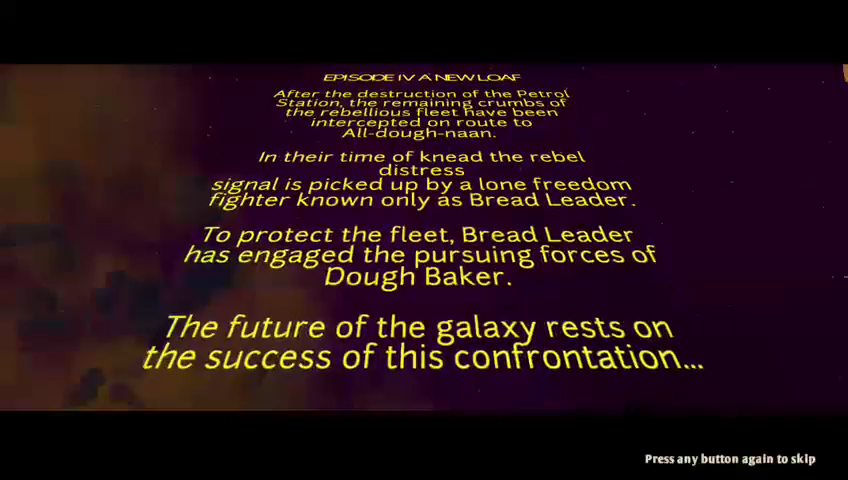 EPISODE IV A NEW LOAF
After the destruction of the Petrol
Station, the remaining crumbs of
the rebellious fleet have been
intercepted on route to
All-dough-naan.
In their time of knead the rebel
distress
signal is picked up by a lone freedom
fighter known only as Bread Leader.
To protect the fleet, Bread Leader
has engaged the pursuing forces of
Dough Baker.
The future of the galaxy rests on
the success of this confrontation...
Press any button again to skip